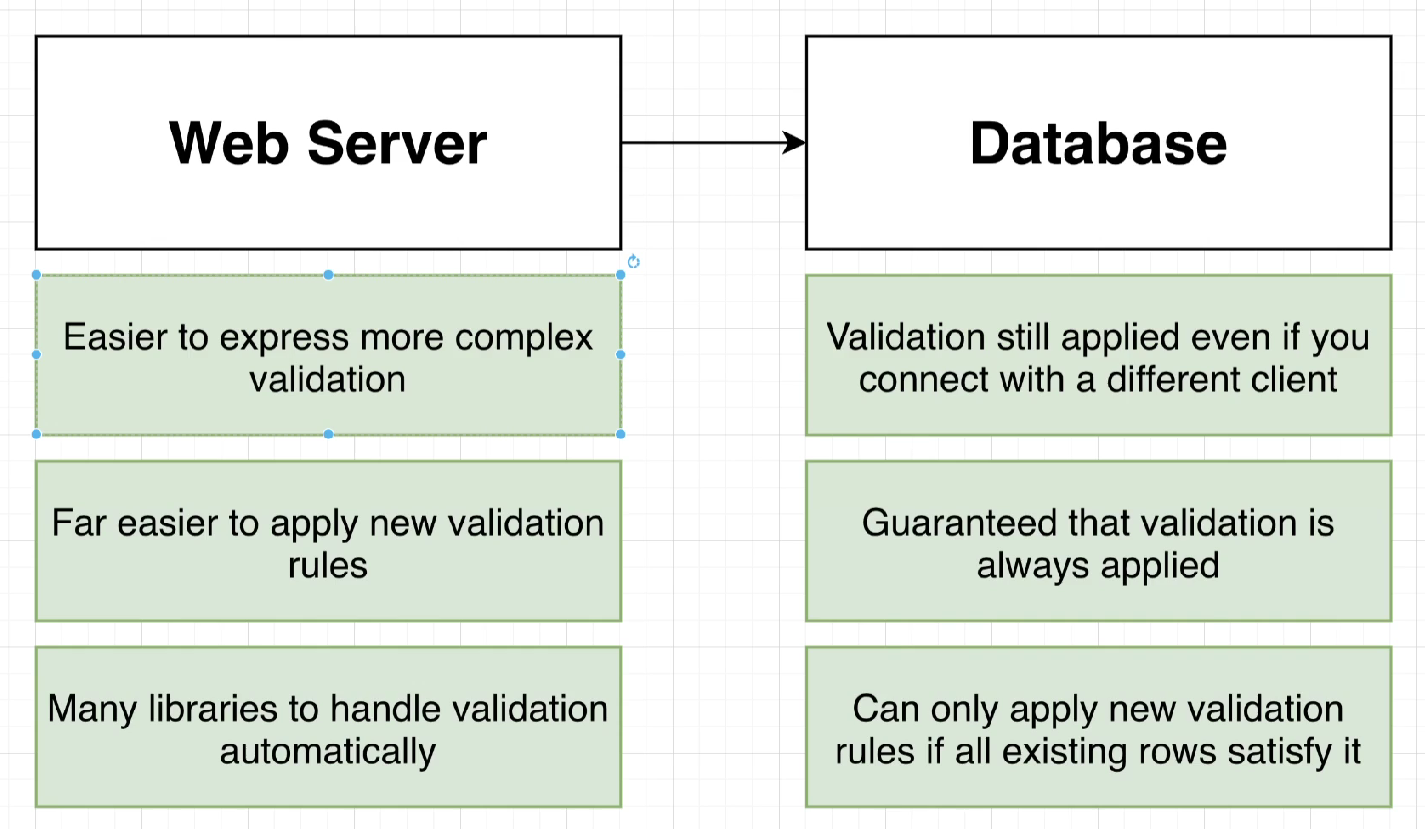 Web Server
Database
Easier to express more complex
validation
Validation still applied even if you
connect with a different client
Far easier to apply new validation
rules
Guaranteed that validation is
always applied
Many libraries to handle validation
automatically
Can only apply new validation
rules if all existing rows satisfy it